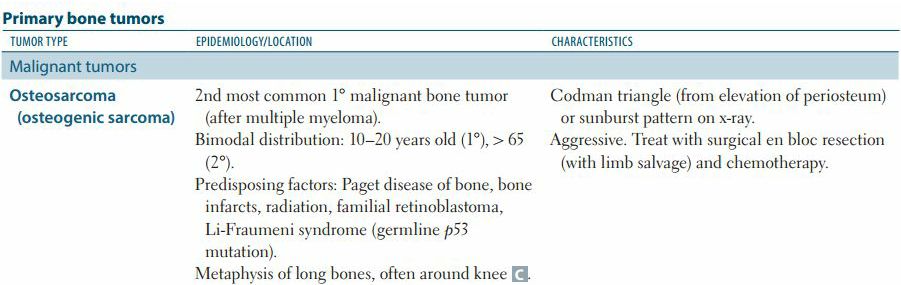 Primary bone tumors
TUMOR TYPE EPIDEMIOLOGY/LOCATION CHARACTERISTICS
Malignant tumors
Osteosarcoma
(osteogenic sarcoma)
2nd most common 1° malignant bone tumor
(after multiple myeloma).
Bimodal distribution: 10–20 years old (1°), > 65
(2°).
Predisposing factors: Paget disease of bone, bone
infarcts, radiation, familial retinoblastoma,
Li-Fraumeni syndrome (germline p53
mutation).
Metaphysis of long bones, often around knee C.
Codman triangle (from elevation of periosteum)
or sunburst pattern on x-ray.
Aggressive. Treat with surgical en bloc resection
(with limb salvage) and chemotherapy.